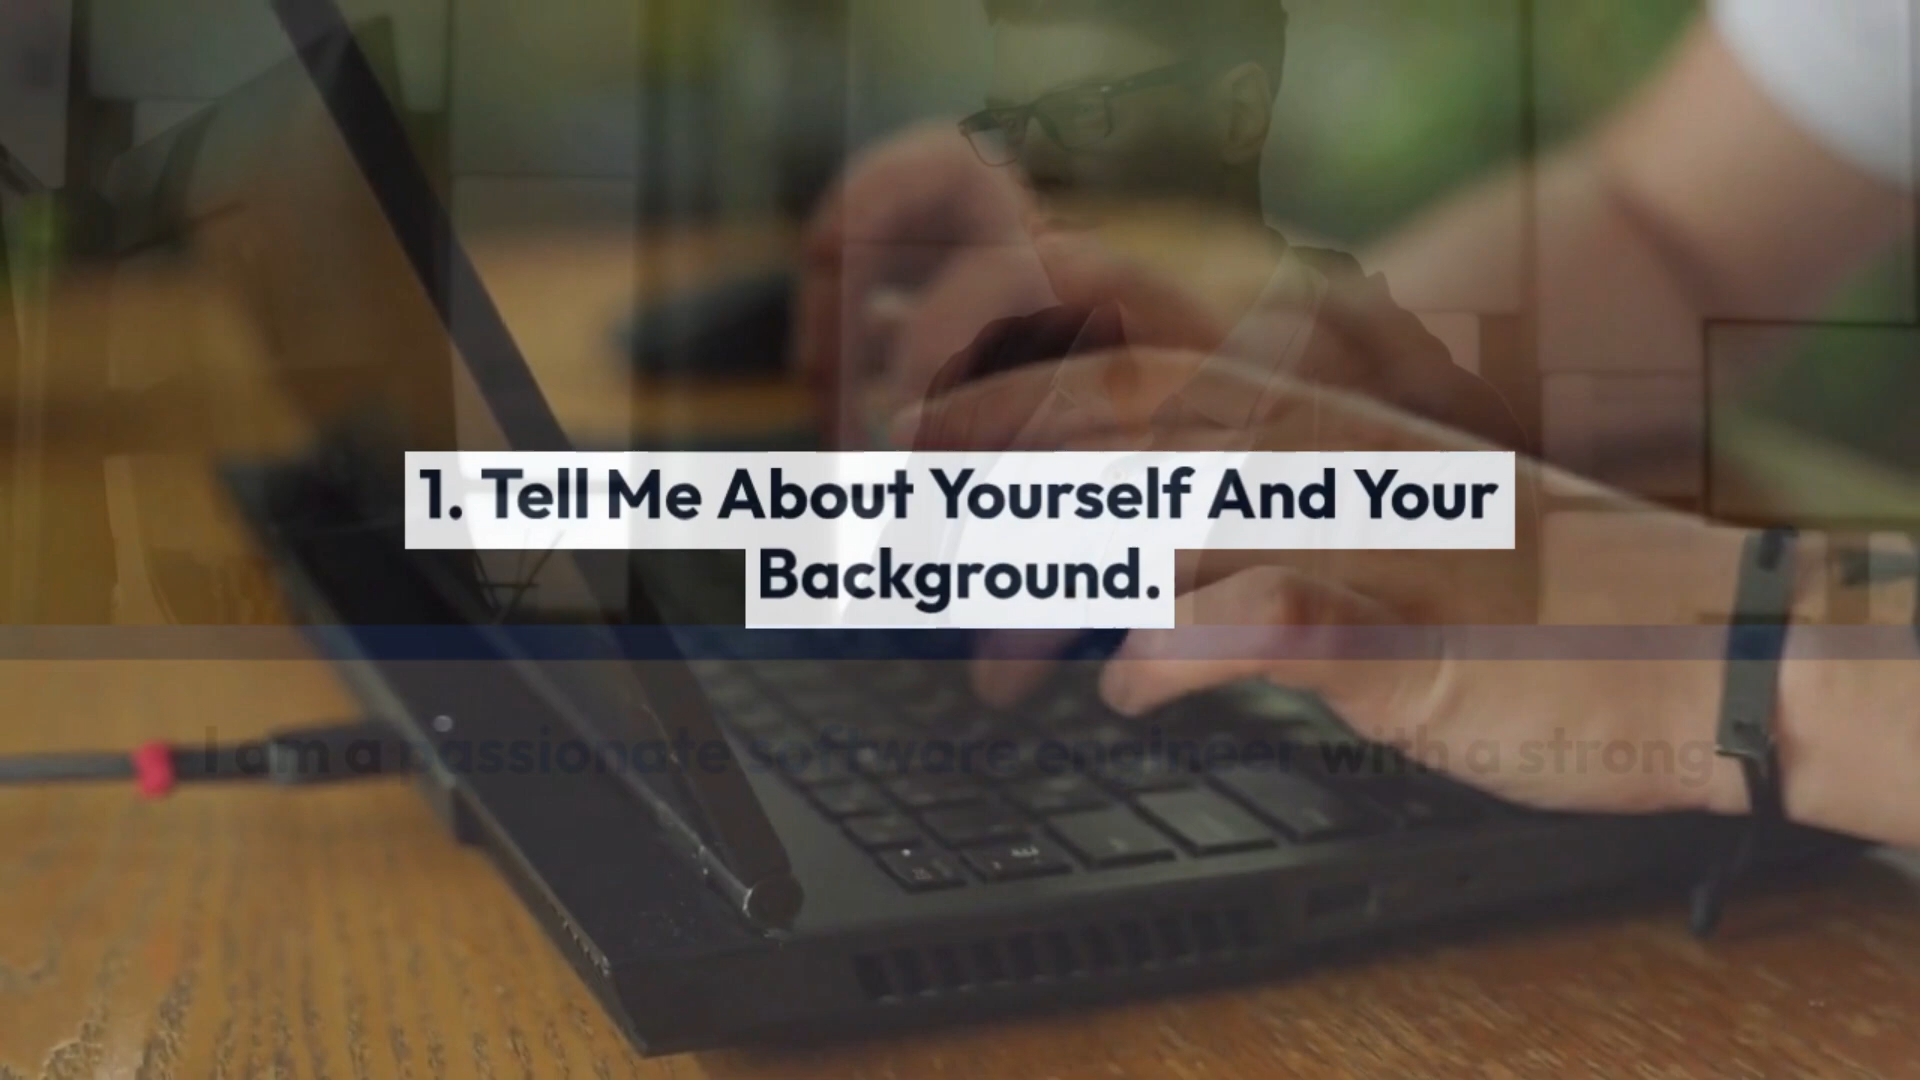 1. Tell Me About Yourself And Your
Background.
I am a passionate software engineer with a strong